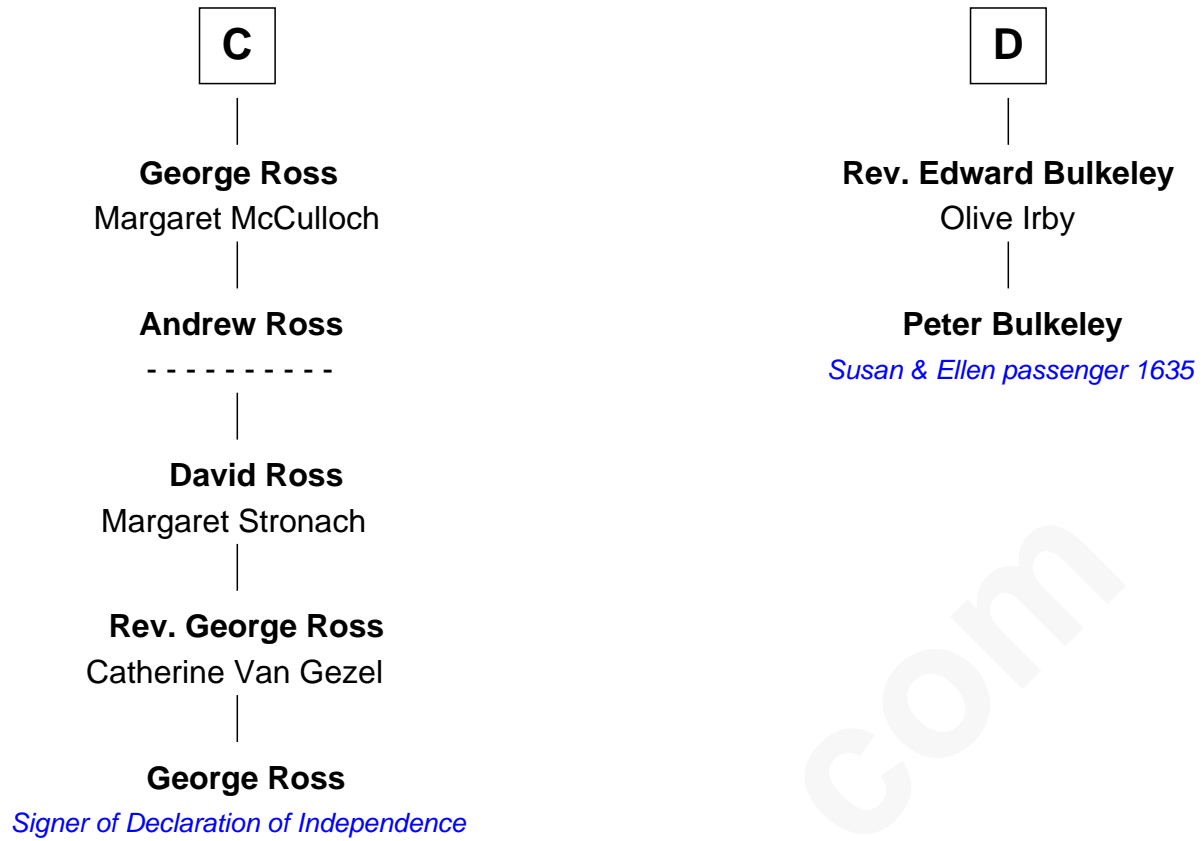 C
George Ross
Margaret McCulloch
Andrew Ross
- - - - - - - - - -
David Ross
Margaret Stronach
Rev. George Ross
Catherine Van Gezel
George Ross
Signer of Declaration of Independence
D
Rev. Edward Bulkeley
Olive Irby
Peter Bulkeley
Susan & Ellen passenger 1635
com